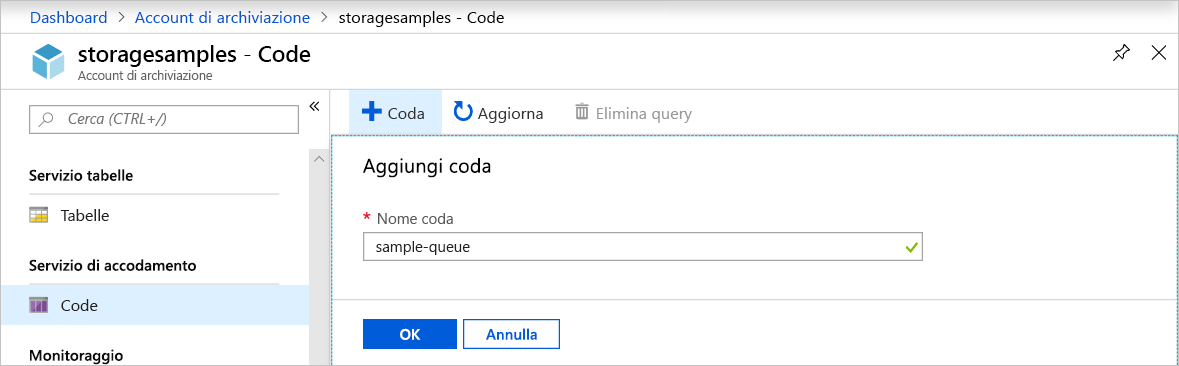 Dashboard > Account di archiviazione > storagesamples - Code
storagesamples - Code
Account di archiviazione
Cerca (CTRL+/)
«
Servizio tabelle
Tabelle
Servizio di accodamento
Code
Monitoraggio
+ Coda
Aggiorna
Elimina query
Aggiungi coda
* Nome coda
sample-queue
OK
Annulla